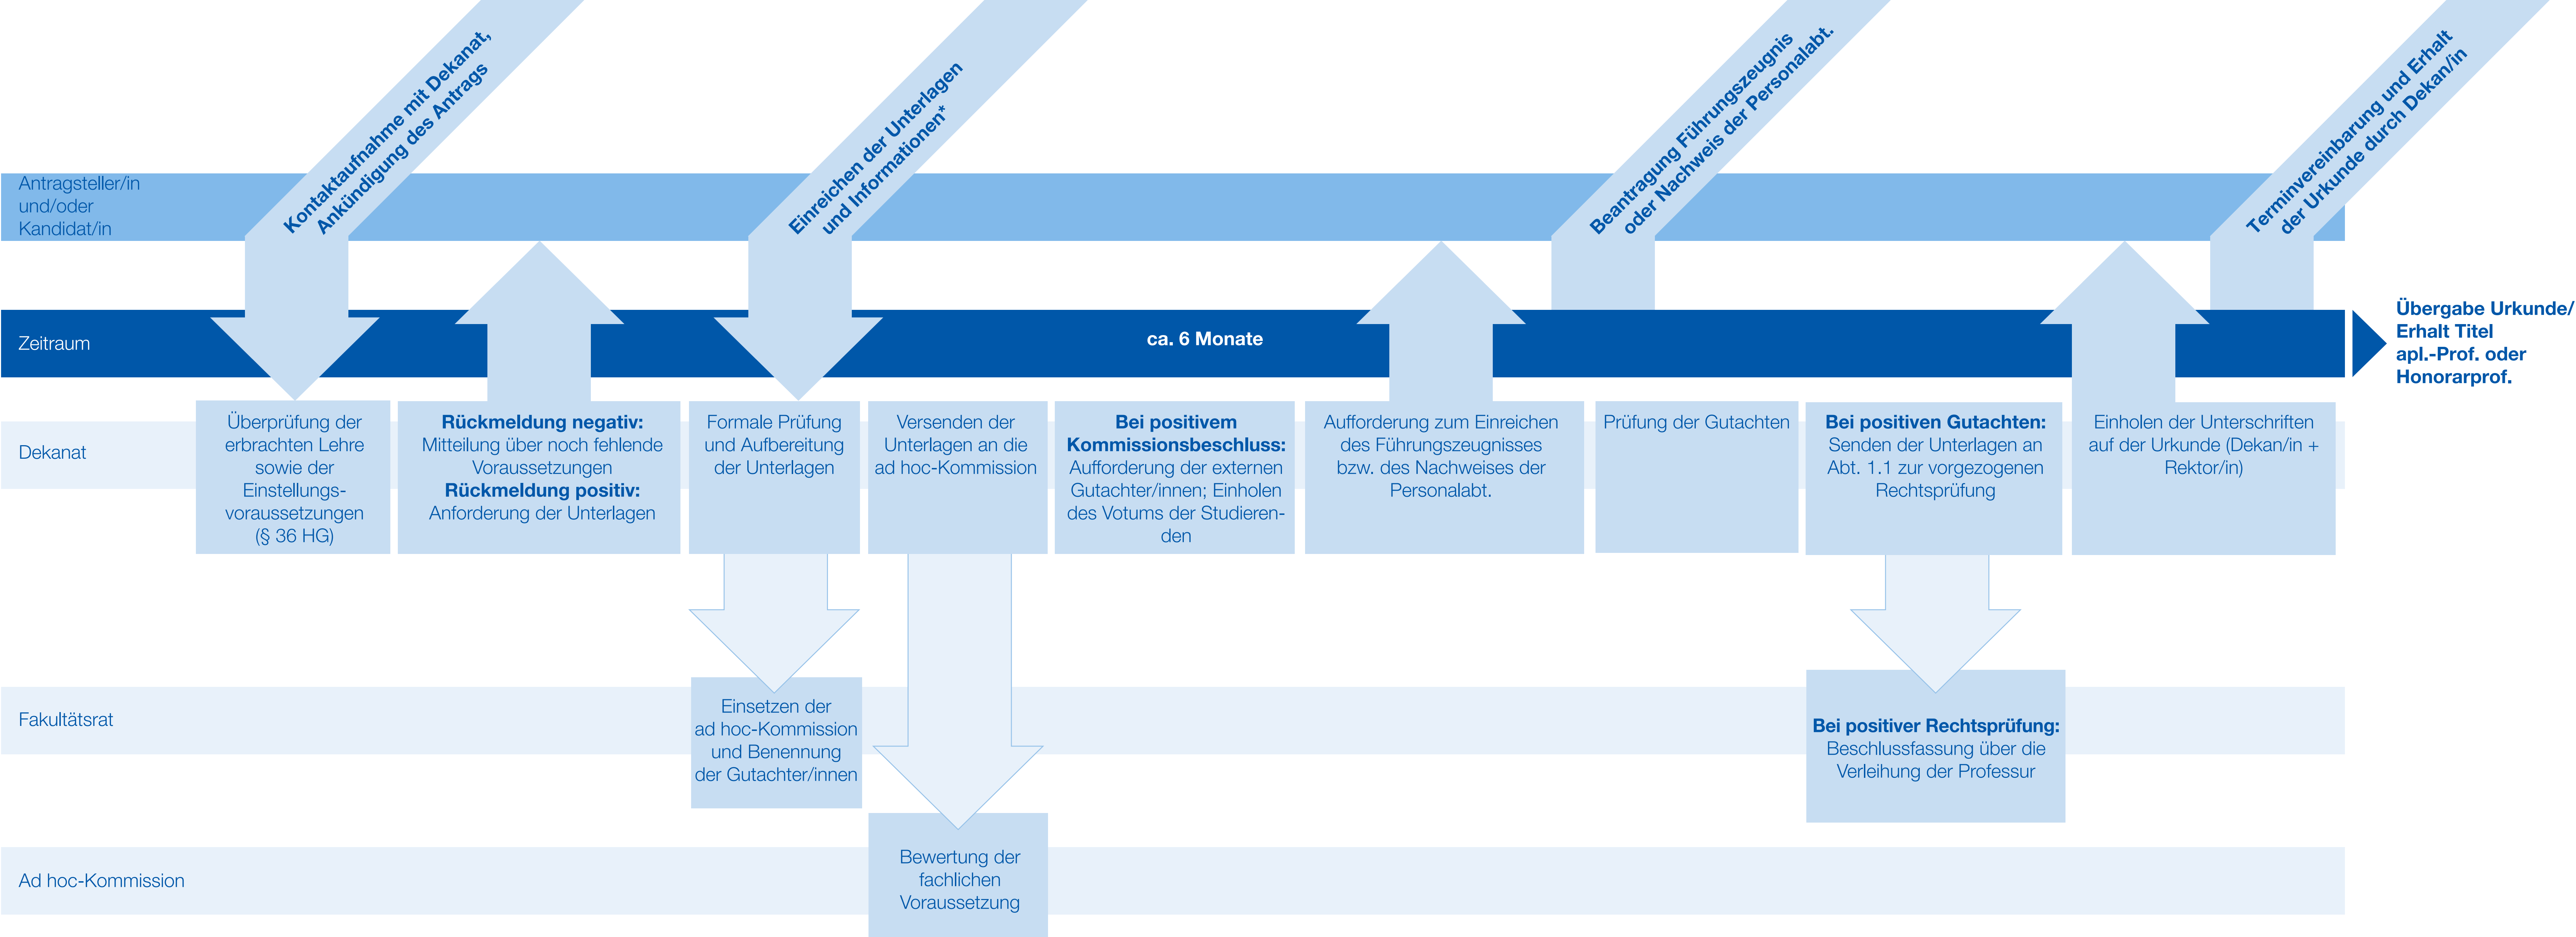 Kontaktaufnahme mit Dekanat,
Ankündigung des Antrags
Einreichen der Unterlagen
und Informationen*
Beantragung Führungszeugnis
oder Nachweis der Personalabt.
Terminvereinbarung und Erhalt
der Urkunde durch Dekan/in
Antragsteller/in
und/oder
Kandidat/in
Zeitraum
ca. 6 Monate
Übergabe Urkunde/
Erhalt Titel
apl.-Prof. oder
Honorarprof.
Dekanat
Überprüfung der
erbrachten Lehre
sowie der
Einstellungs-
voraussetzungen
(§ 36 HG)
Rückmeldung negativ:
Mitteilung über noch fehlende
Voraussetzungen
Rückmeldung positiv:
Anforderung der Unterlagen
Formale Prüfung
und Aufbereitung
der Unterlagen
Versenden der
Unterlagen an die
ad hoc-Kommission
Bei positivem
Kommissionsbeschluss:
Aufforderung der externen
Gutachter/innen; Einholen
des Votums der Studieren-
den
Aufforderung zum Einreichen
des Führungszeugnisses
bzw. des Nachweises der
Personalabt.
Prüfung der Gutachten
Bei positiven Gutachten:
Senden der Unterlagen an
Abt. 1.1 zur vorgezogenen
Rechtsprüfung
Einholen der Unterschriften
auf der Urkunde (Dekan/in +
Rektor/in)
Fakultätsrat
Einsetzen der
ad hoc-Kommission
und Benennung
der Gutachter/innen
Bei positiver Rechtsprüfung:
Beschlussfassung über die
Verleihung der Professur
Ad hoc-Kommission
Bewertung der
fachlichen
Voraussetzung